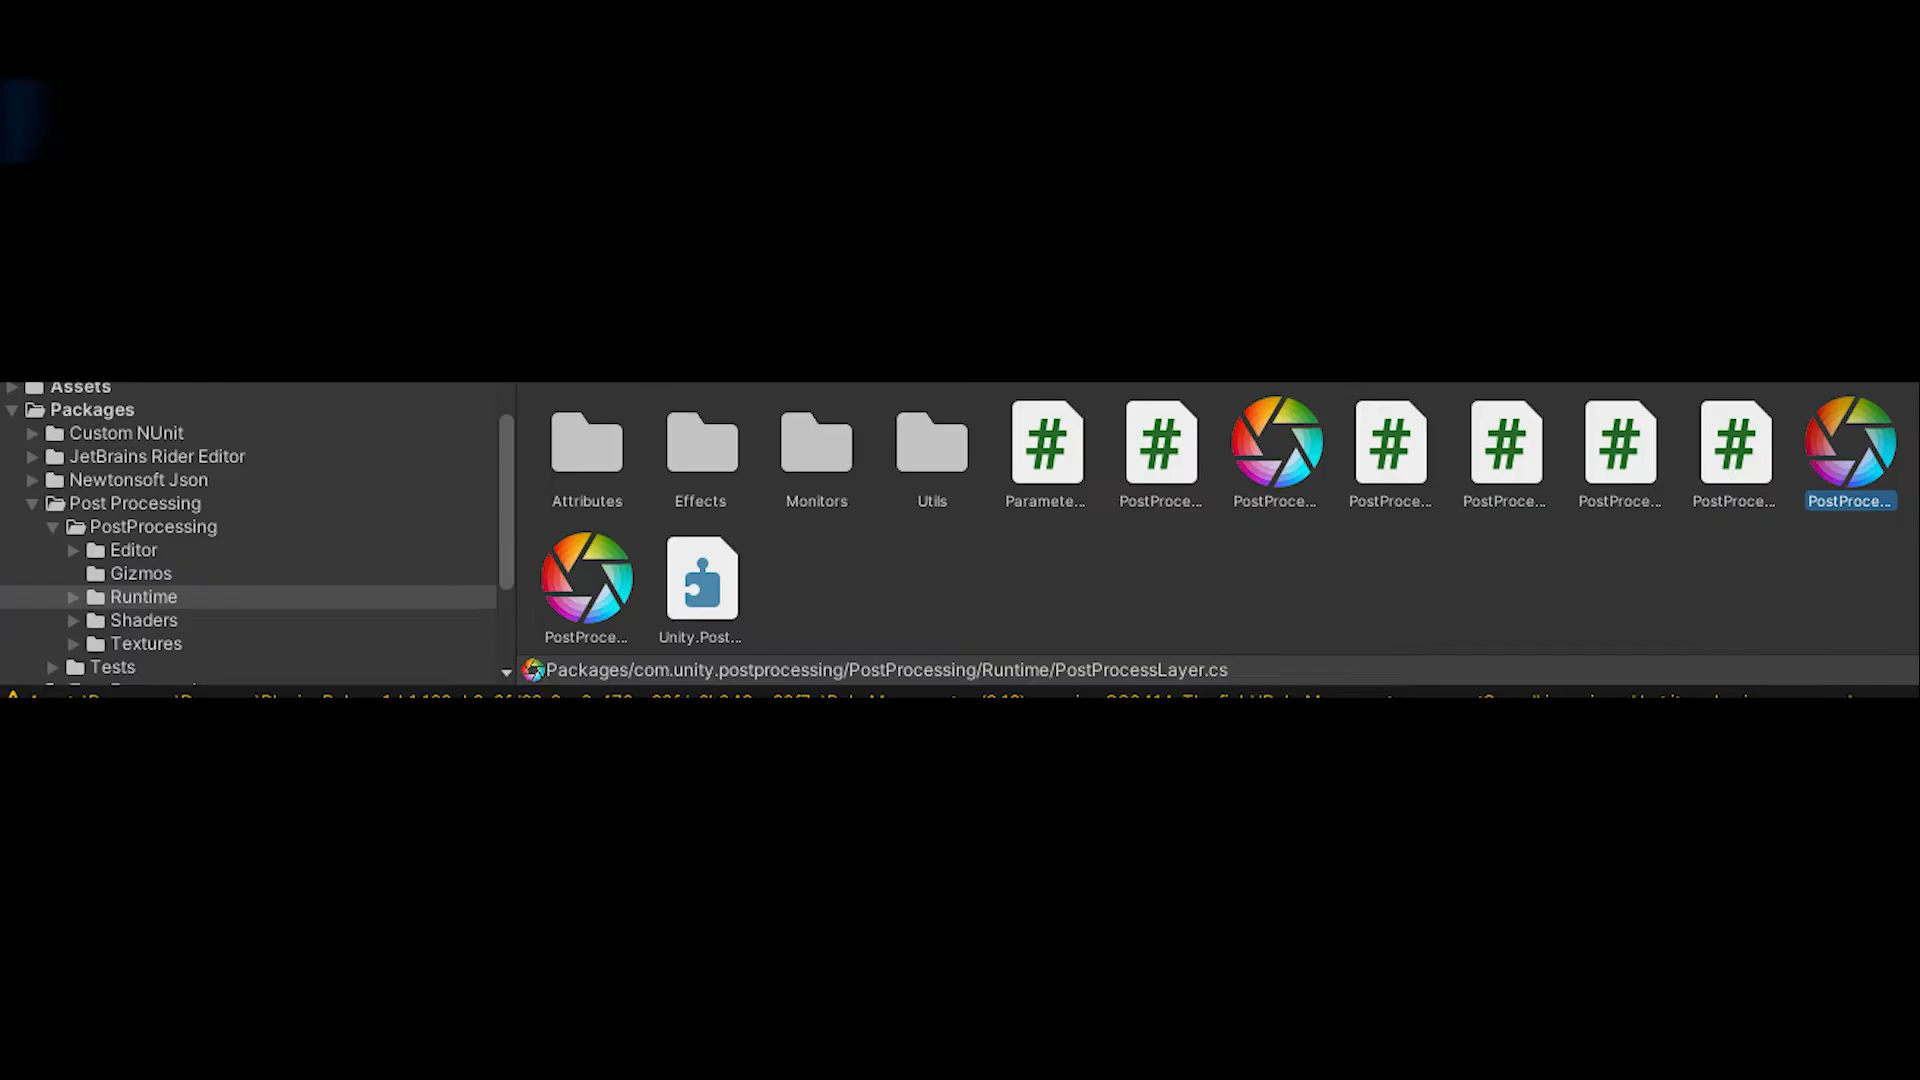 Assets
Packages
Custom NUnit
JetBrains Rider Editor
Newtonsoft Json
Post Processing
PostProcessing
Editor
Gizmos
Runtime
Shaders
Textures
Tests
Attributes
Effects
Monitors
Utils
Paramete...
PostProce...
PostProce...
PostProce...
PostProce...
PostProce...
PostProce...
PostProce...
PostProce...
Unity.Post...
Packages/com.unity.postprocessing/PostProcessing/Runtime/PostProcessLayer.cs